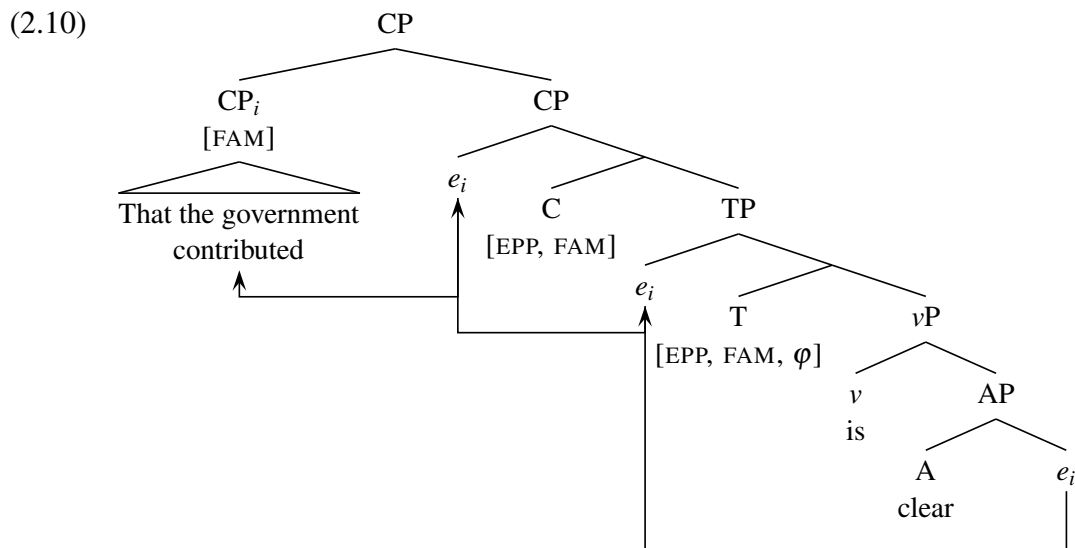 (2.10) CP
CPᵢ CP
[FAM]
eᵢ
That the government C TP
contributed [EPP, FAM]
eᵢ
T vP
[EPP, FAM, φ]
v AP
is
A eᵢ
clear